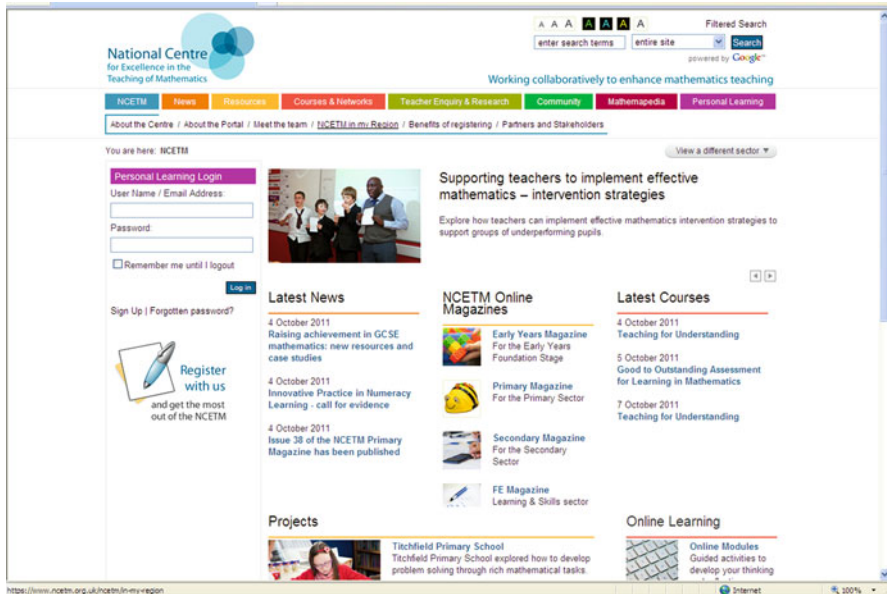 National Centre
for Excellence in the
Teaching of Mathematics
A A A A A A A Filtered Search
enter search terms entire site Search
powered by Google™
Working collaboratively to enhance mathematics teaching
NCETM News Resources Courses & Networks Teacher Enquiry & Research Community Mathemapedia Personal Learning
About the Centre / About the Portal / Meet the team / NCETM in my Region / Benefits of registering / Partners and Stakeholders
You are here: NCETM
View a different sector
Personal Learning Login
User Name / Email Address:
Password:
Remember me until I logout
Log in
Sign Up | Forgotten password?
Register
with us
and get the most
out of the NCETM
Supporting teachers to implement effective
mathematics – intervention strategies
Explore how teachers can implement effective mathematics intervention strategies to
support groups of underperforming pupils.
Latest News
4 October 2011
Raising achievement in GCSE
mathematics: new resources and
case studies
4 October 2011
Innovative Practice in Numeracy
Learning - call for evidence
4 October 2011
Issue 38 of the NCETM Primary
Magazine has been published
NCETM Online
Magazines
Early Years Magazine
For the Early Years
Foundation Stage
Primary Magazine
For the Primary Sector
Secondary Magazine
For the Secondary
Sector
FE Magazine
Learning & Skills sector
Latest Courses
4 October 2011
Teaching for Understanding
5 October 2011
Good to Outstanding Assessment
for Learning in Mathematics
7 October 2011
Teaching for Understanding
Projects
Titchfield Primary School
Titchfield Primary School explored how to develop
problem solving through rich mathematical tasks.
Online Learning
Online Modules
Guided activities to
develop your thinking
https://www.ncetm.org.uk/ncetm/in-my-region
Internet
100%